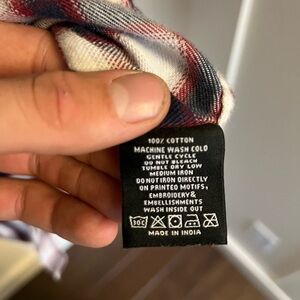 100% COTTON
MACHINE WASH COLD
GENTLE CYCLE
DO NOT BLEACH
TUMBLE DRY LOW
MEDIUM IRON
DO NOT IRON DIRECTLY
ON PRINTED MOTIFS,
EMBROIDERY&
EMBELLISHMENTS
WASH INSIDE OUT
30C
MADE IN INDIA